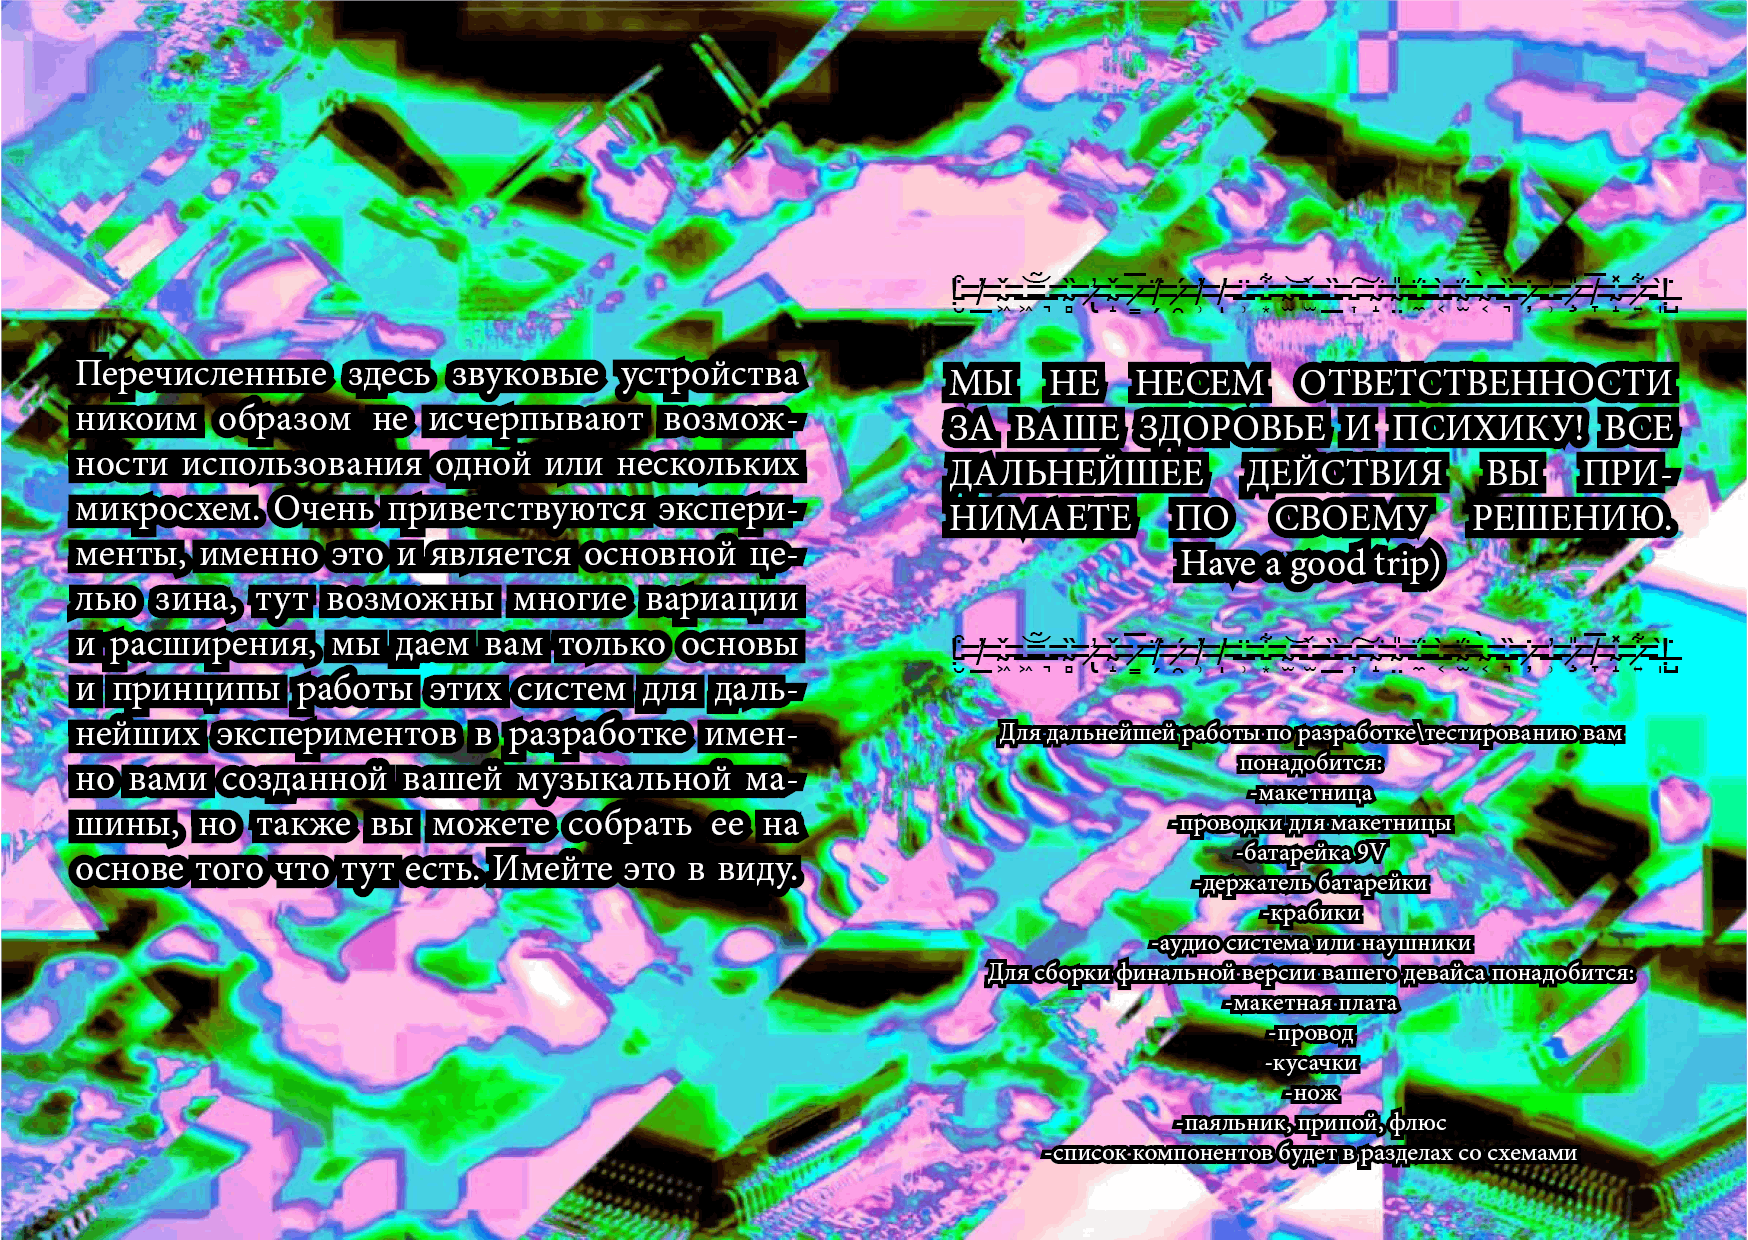 Перечисленные здесь звуковые устройства
никоим образом не исчерпывают возмож-
ности использования одной или нескольких
микросхем. Очень приветствуются экспери-
менты, именно это и является основной це-
лью зина, тут возможны многие вариации
и расширения, мы даем вам только основы
и принципы работы этих систем для даль-
нейших экспериментов в разработке имен-
но вами созданной вашей музыкальной ма-
шины, но также вы можете собрать ее на
основе того что тут есть. Имейте это в виду.
МЫ НЕ НЕСЕМ ОТВЕТСТВЕННОСТИ
ЗА ВАШЕ ЗДОРОВЬЕ И ПСИХИКУ! ВСЕ
ДАЛЬНЕЙШЕЕ ДЕЙСТВИЯ ВЫ ПРИ-
НИМАЕТЕ ПО СВОЕМУ РЕШЕНИЮ.
Have a good trip)
Для дальнейшей работы по разработке\тестированию вам
понадобится:
-макетница
-проводки для макетницы
-батарейка 9V
-держатель батарейки
-крабики
-аудио система или наушники
Для сборки финальной версии вашего девайса понадобится:
-макетная плата
-провод
-кусачки
-нож
-паяльник, припой, флюс
-список компонентов будет в разделах со схемами